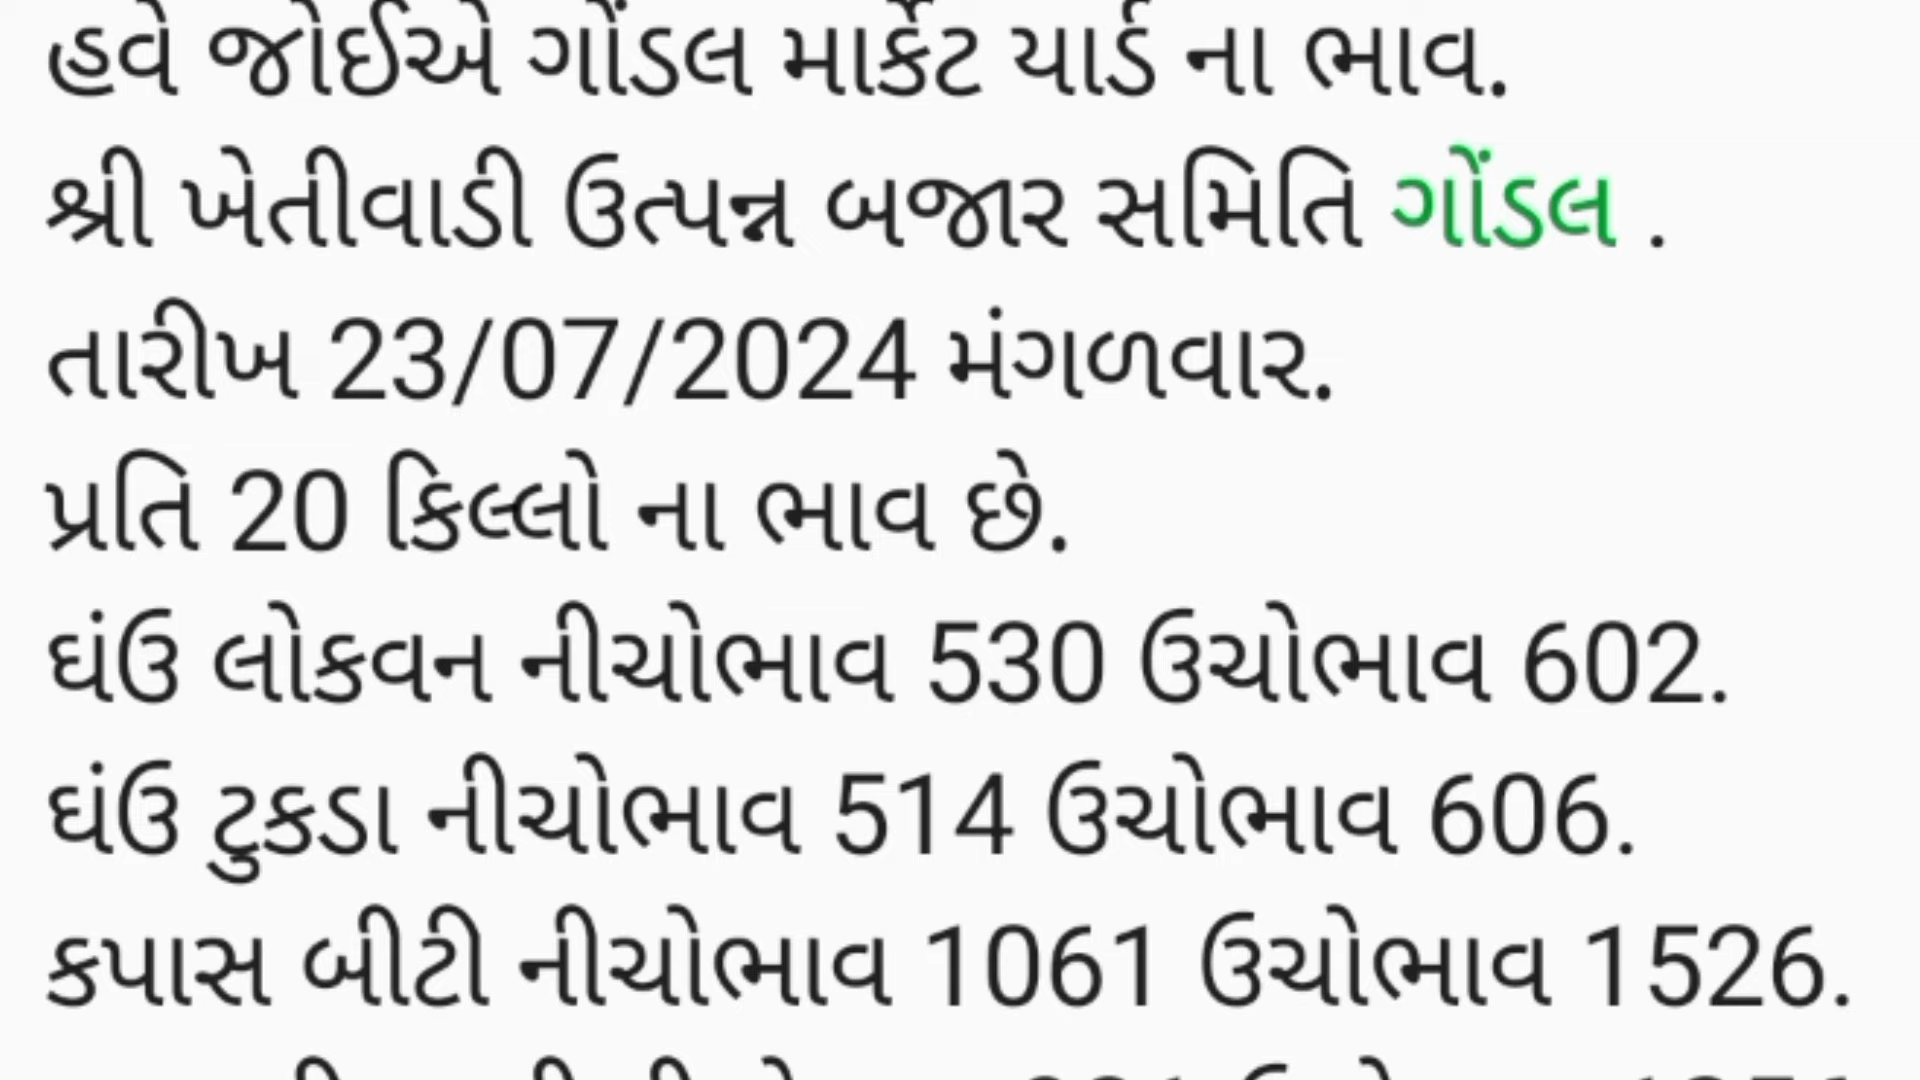 હવે જોઈએ ગોંડલ માર્કેટ યાર્ડ ના ભાવ.
શ્રી ખેતીવાડી ઉત્પન્ન બજાર સમિતિ ગોંડલ .
તારીખ 23/07/2024 મંગળવાર.
પ્રતિ 20 કિલ્લો ના ભાવ છે.
ઘંઉ લોકવન નીચોભાવ 530 ઉચોભાવ 602.
ઘંઉ ટુકડા નીચોભાવ 514 ઉચોભાવ 606.
કપાસ બીટી નીચોભાવ 1061 ઉચોભાવ 1526.